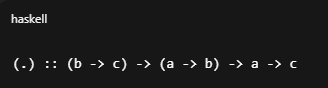 haskell
(.) :: (b -> c) -> (a -> b) -> a -> c